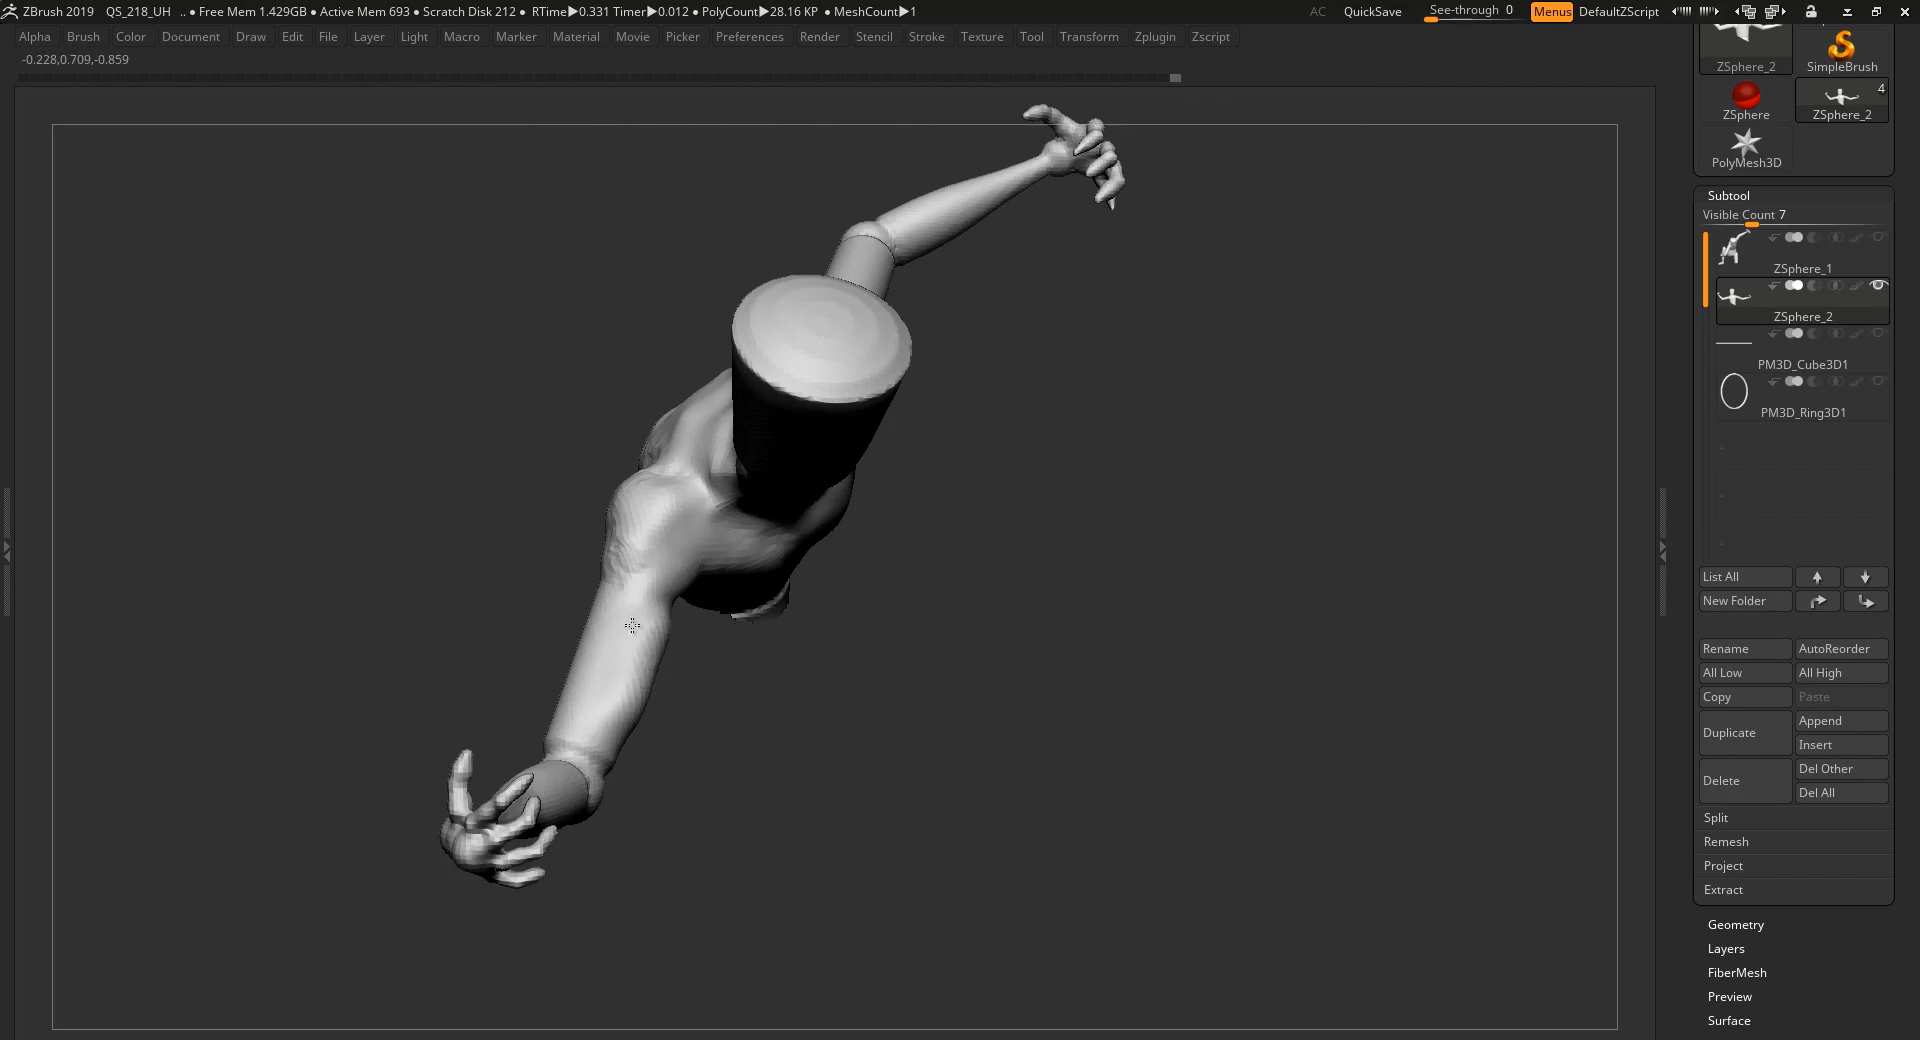 ZBrush 2019 QS_218_UH .. ● Free Mem 1.429GB ● Active Mem 693 ● Scratch Disk 212 ● RTime▶0.331 Timer▶0.012 ● PolyCount▶28.16 KP ● MeshCount▶1 AC QuickSave See-through 0 Menus DefaultZScript
Alpha Brush Color Document Draw Edit File Layer Light Macro Marker Material Movie Picker Preferences Render Stencil Stroke Texture Tool Transform Zplugin Zscript
-0.228,0.709,-0.859
ZSphere_2 SimpleBrush
4
ZSphere ZSphere_2
PolyMesh3D
Subtool
Visible Count 7
ZSphere_1
ZSphere_2
PM3D_Cube3D1
PM3D_Ring3D1
List All
New Folder
Rename AutoReorder
All Low All High
Copy Paste
Duplicate Append
Insert
Delete Del Other
Del All
Split
Remesh
Project
Extract
Geometry
Layers
FiberMesh
Preview
Surface